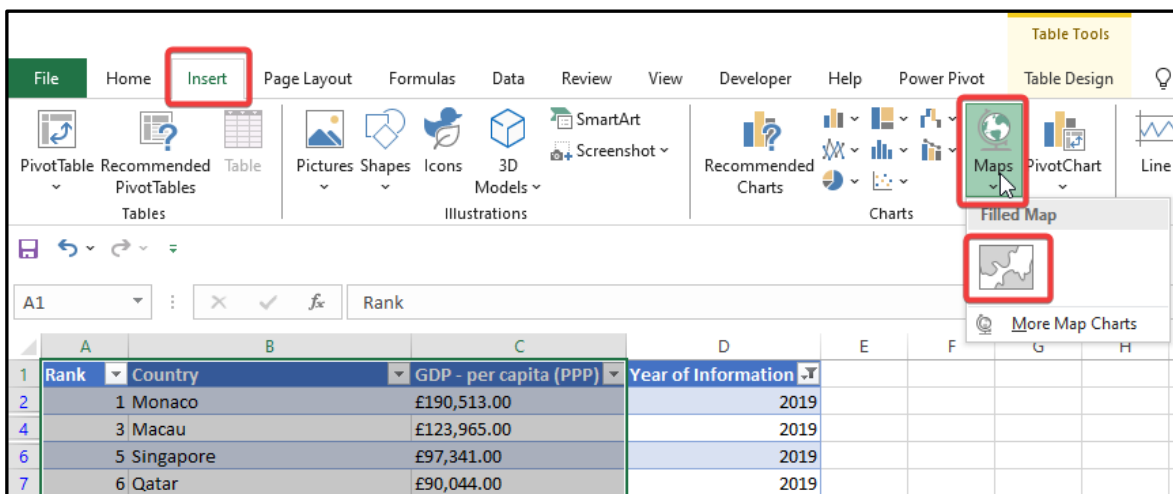 Table Tools
File Home Insert Page Layout Formulas Data Review View Developer Help Power Pivot Table Design
PivotTable Recommended PivotTables Table
Pictures Shapes Icons 3D Models SmartArt Screenshot
Recommended Charts Maps PivotChart Line
Tables Illustrations Charts
Filled Map
A1 fx Rank
More Map Charts
A B C D E F G H
1 Rank Country GDP - per capita (PPP) Year of Information
2 1 Monaco £190,513.00 2019
4 3 Macau £123,965.00 2019
6 5 Singapore £97,341.00 2019
7 6 Qatar £90,044.00 2019